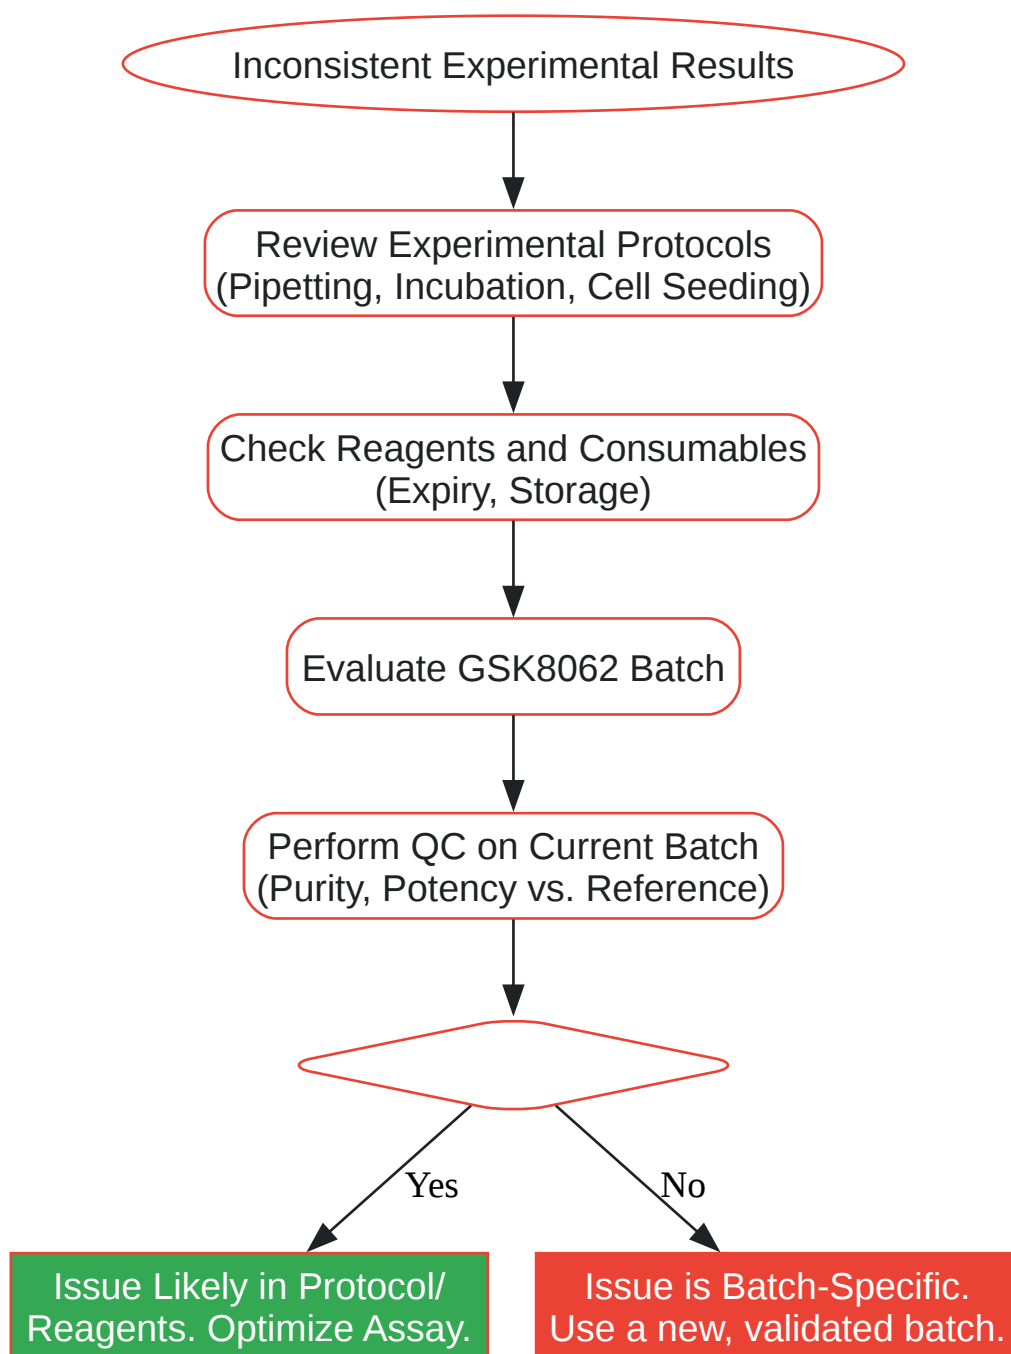 Inconsistent Experimental Results
Review Experimental Protocols
(Pipetting, Incubation, Cell Seeding)
Check Reagents and Consumables
(Expiry, Storage)
Evaluate GSK8062 Batch
Perform QC on Current Batch
(Purity, Potency vs. Reference)
Yes
No
Issue Likely in Protocol/
Reagents. Optimize Assay.
Issue is Batch-Specific.
Use a new, validated batch.